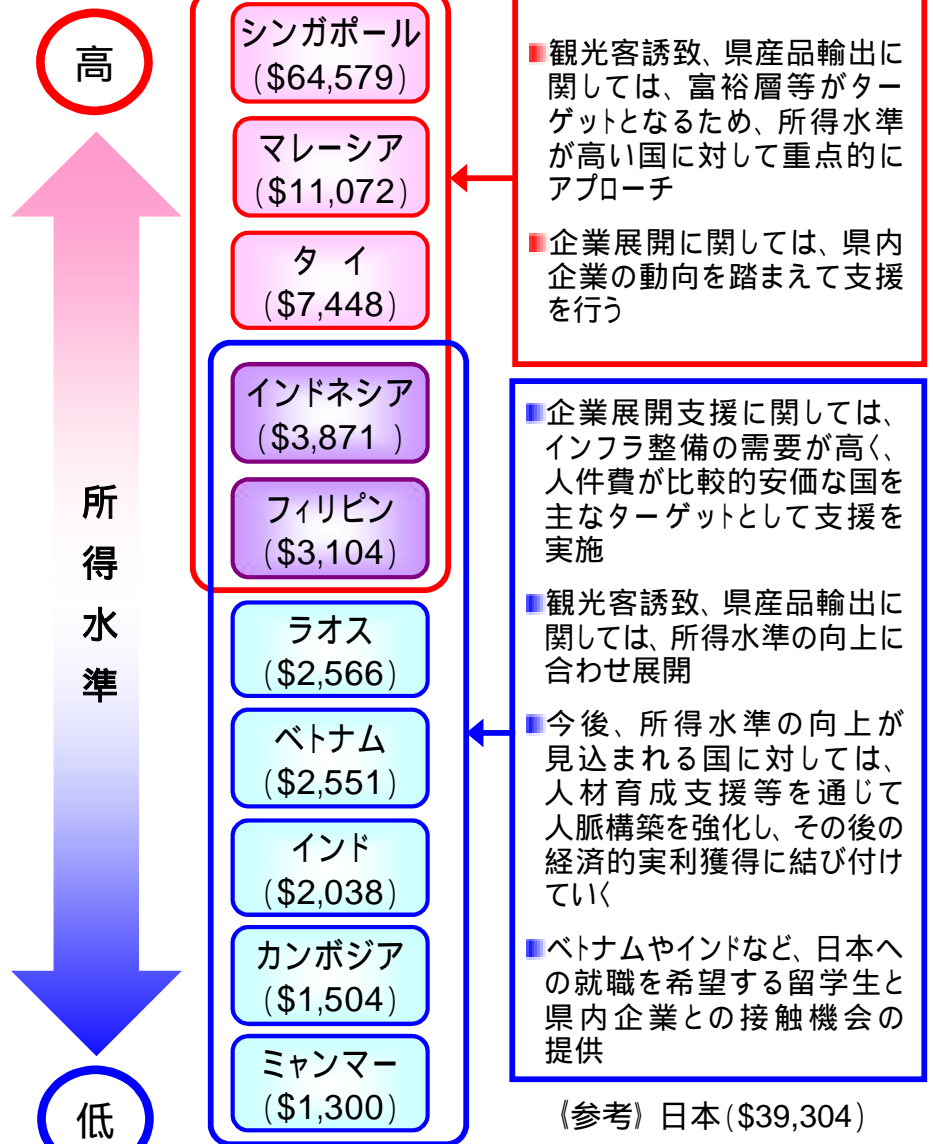 高
所
得
水
準
低
シンガポール
($64,579)
マレーシア
($11,072)
タ イ
($7,448)
インドネシア
($3,871 )
フィリピン
($3,104)
ラオス
($2,566)
ベトナム
($2,551)
インド
($2,038)
カンボジア
($1,504)
ミャンマー
($1,300)
■観光客誘致、県産品輸出に
関しては、富裕層等がター
ゲットとなるため、所得水準
が高い国に対して重点的に
アプローチ
■企業展開に関しては、県内
企業の動向を踏まえて支援
を行う
■企業展開支援に関しては、
インフラ整備の需要が高く、
人件費が比較的安価な国を
主なターゲットとして支援を
実施
■観光客誘致、県産品輸出に
関しては、所得水準の向上に
合わせ展開
■今後、所得水準の向上が
見込まれる国に対しては、
人材育成支援等を通じて
人脈構築を強化し、その後の
経済的実利獲得に結び付け
ていく
■ベトナムやインドなど、日本へ
の就職を希望する留学生と
県内企業との接触機会の
提供
《参考》日本($39,304)